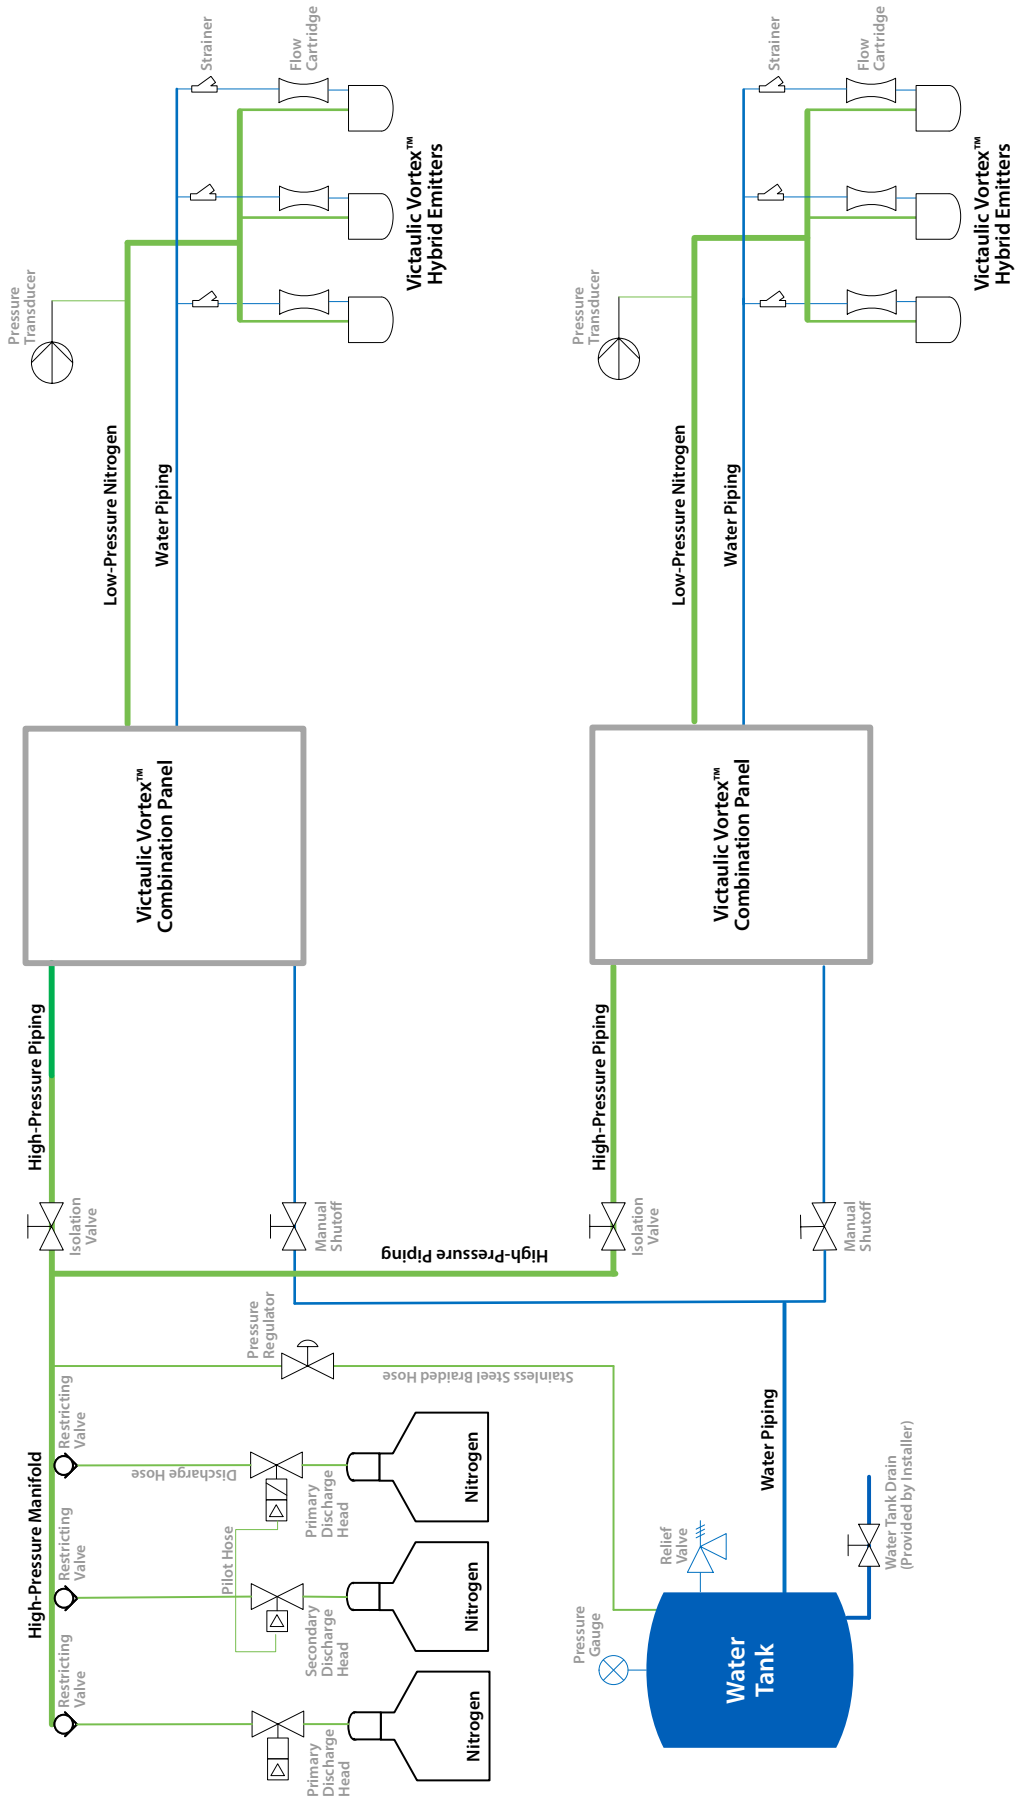 High-Pressure Manifold
Restricting
Valve
Restricting
Valve
Restricting
Valve
Discharge Hose
Pilot Hose
Primary
Discharge
Head
Secondary
Discharge
Head
Primary
Discharge
Head
Nitrogen
Nitrogen
Nitrogen
Pressure
Regulator
Stainless Steel Braided Hose
Pressure
Gauge
Relief
Valve
Water
Tank
Water Piping
Water Tank Drain
(Provided by Installer)
High-Pressure Piping
Isolation
Valve
Manual
Shutoff
High-Pressure Piping
Victaulic Vortex™
Combination Panel
Low-Pressure Nitrogen
Water Piping
Pressure
Transducer
Strainer
Flow
Cartridge
Victaulic Vortex™
Hybrid Emitters
High-Pressure Piping
Isolation
Valve
Manual
Shutoff
Victaulic Vortex™
Combination Panel
Low-Pressure Nitrogen
Water Piping
Pressure
Transducer
Strainer
Flow
Cartridge
Victaulic Vortex™
Hybrid Emitters